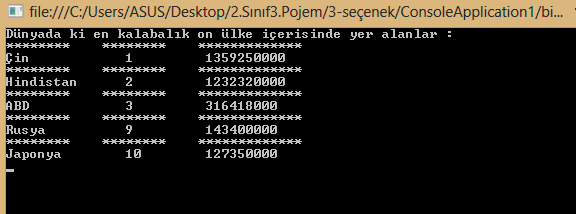 file:///C:/Users/ASUS/Desktop/2.Sınıf3.Pojem/3-seçenek/ConsoleApplication1/bi...
Dünyada ki en kalabalık on ülke içerisinde yer alanlar :
******** ******** *************
Çin 1 1359250000
******** ******** *************
Hindistan 2 1232320000
******** ******** *************
ABD 3 316418000
******** ******** *************
Rusya 9 143400000
******** ******** *************
Japonya 10 127350000